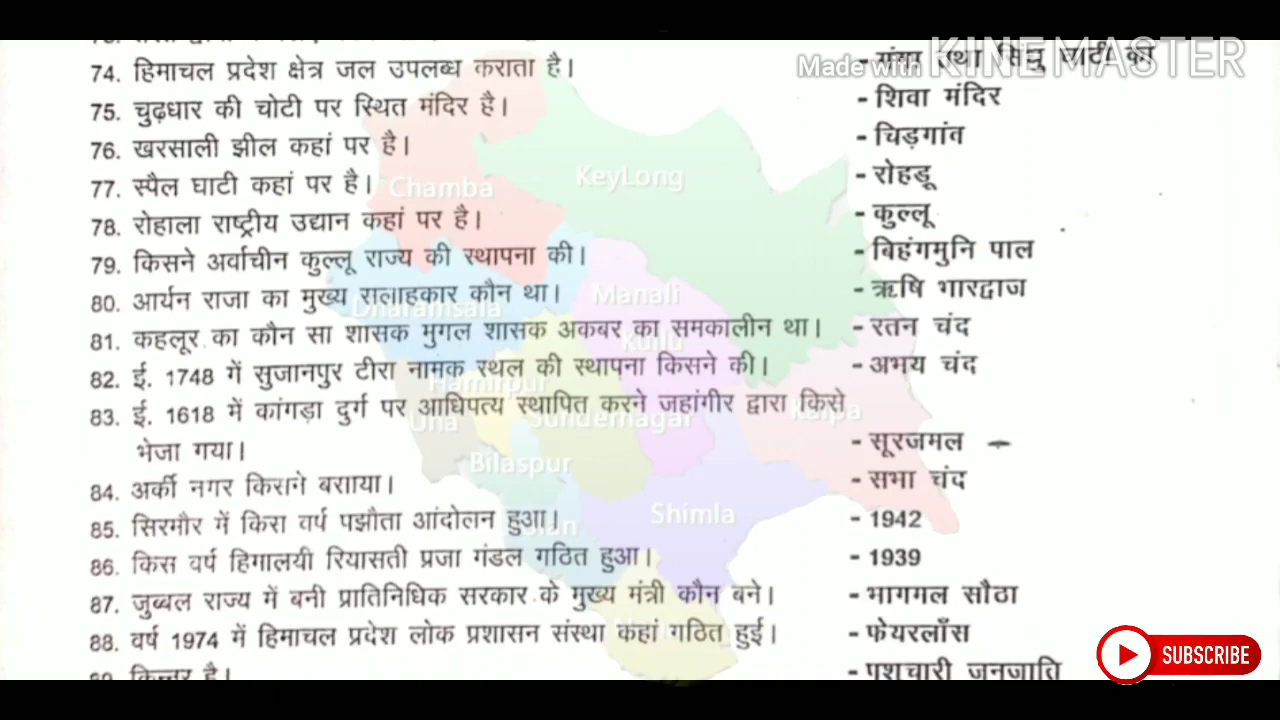 74. हिमाचल प्रदेश क्षेत्र जल उपलब्ध कराता है।
Made with KINEMASTER
75. चुढ़धार की चोटी पर स्थित मंदिर है। - शिवा मंदिर
76. खरसाली झील कहां पर है। - चिड़गांव
77. स्पैल घाटी कहां पर है। - रोहडू
78. रोहाला राष्ट्रीय उद्यान कहां पर है। - कुल्लू
79. किसने अर्वाचीन कुल्लू राज्य की स्थापना की। - बिहंगमुनि पाल
80. आर्यन राजा का मुख्य सलाहकार कौन था। - ऋषि भारद्वाज
81. कहलूर का कौन सा शासक मुगल शासक अकबर का समकालीन था। - रतन चंद
82. ई. 1748 में सुजानपुर टीरा नामक स्थल की स्थापना किसने की। - अभय चंद
83. ई. 1618 में कांगड़ा दुर्ग पर आधिपत्य स्थापित करने जहांगीर द्वारा किसे
भेजा गया। - सूरजमल
84. अर्की नगर किसने बसाया। - सभा चंद
85. सिरमौर में किस वर्ष पझौता आंदोलन हुआ। - 1942
86. किस वर्ष हिमालयी रियासती प्रजा मंडल गठित हुआ। - 1939
87. जुब्बल राज्य में बनी प्रातिनिधिक सरकार के मुख्य मंत्री कौन बने। - भागमल सौठा
88. वर्ष 1974 में हिमाचल प्रदेश लोक प्रशासन संस्था कहां गठित हुई। - फेयरलॉंस
किन्नर है। - पशुचारी जनजाति
SUBSCRIBE
Chamba
KeyLong
Dharamsala
Manali
Kullu
Hamirpur
Una
Sundernagar
Kalpa
Bilaspur
Shimla